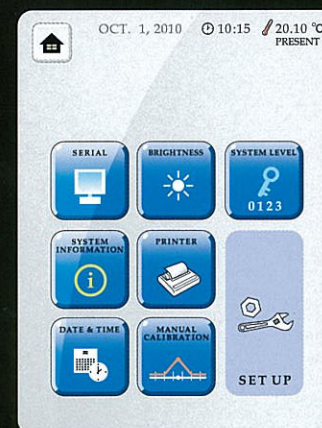 OCT. 1, 2010 10:15 20.10 °C
PRESENT
SERIAL
BRIGHTNESS
SYSTEM LEVEL
0123
SYSTEM
INFORMATION
i
PRINTER
DATE & TIME
MANUAL
CALIBRATION
SET UP